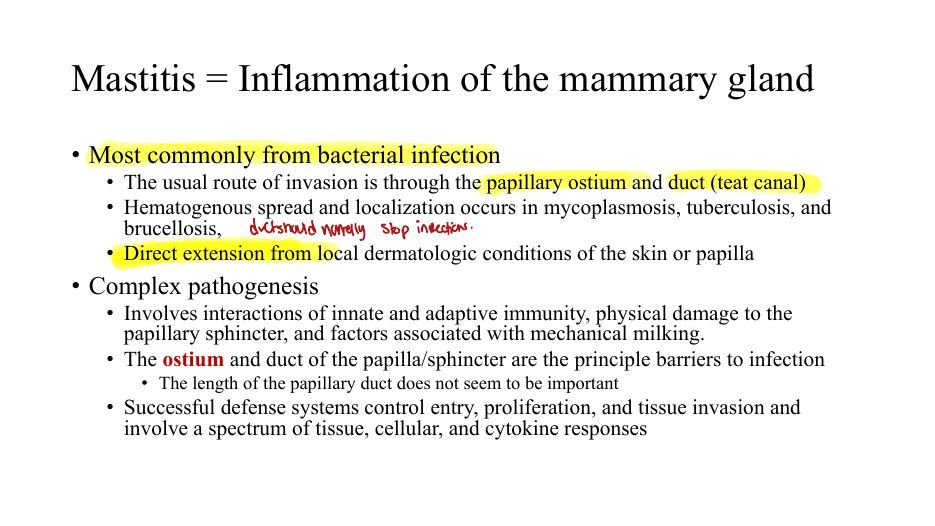 Mastitis = Inflammation of the mammary gland
• Most commonly from bacterial infection
• The usual route of invasion is through the papillary ostium and duct (teat canal)
• Hematogenous spread and localization occurs in mycoplasmosis, tuberculosis, and
brucellosis, duct should normally stop infections.
• Direct extension from local dermatologic conditions of the skin or papilla
• Complex pathogenesis
• Involves interactions of innate and adaptive immunity, physical damage to the
papillary sphincter, and factors associated with mechanical milking.
• The ostium and duct of the papilla/sphincter are the principle barriers to infection
• The length of the papillary duct does not seem to be important
• Successful defense systems control entry, proliferation, and tissue invasion and
involve a spectrum of tissue, cellular, and cytokine responses